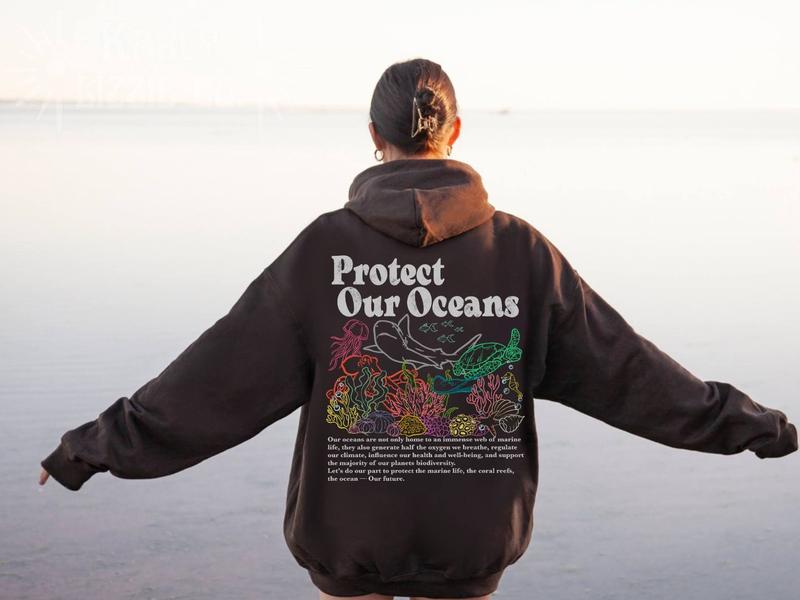 Protect
Our Oceans
Our oceans are not only home to an immense web of marine
life, they also generate half the oxygen we breathe, regulate
our climate, influence our health and well-being, and support
the majority of our planets biodiversity.
Let's do our part to protect the marine life, the coral reefs,
the ocean — Our future.